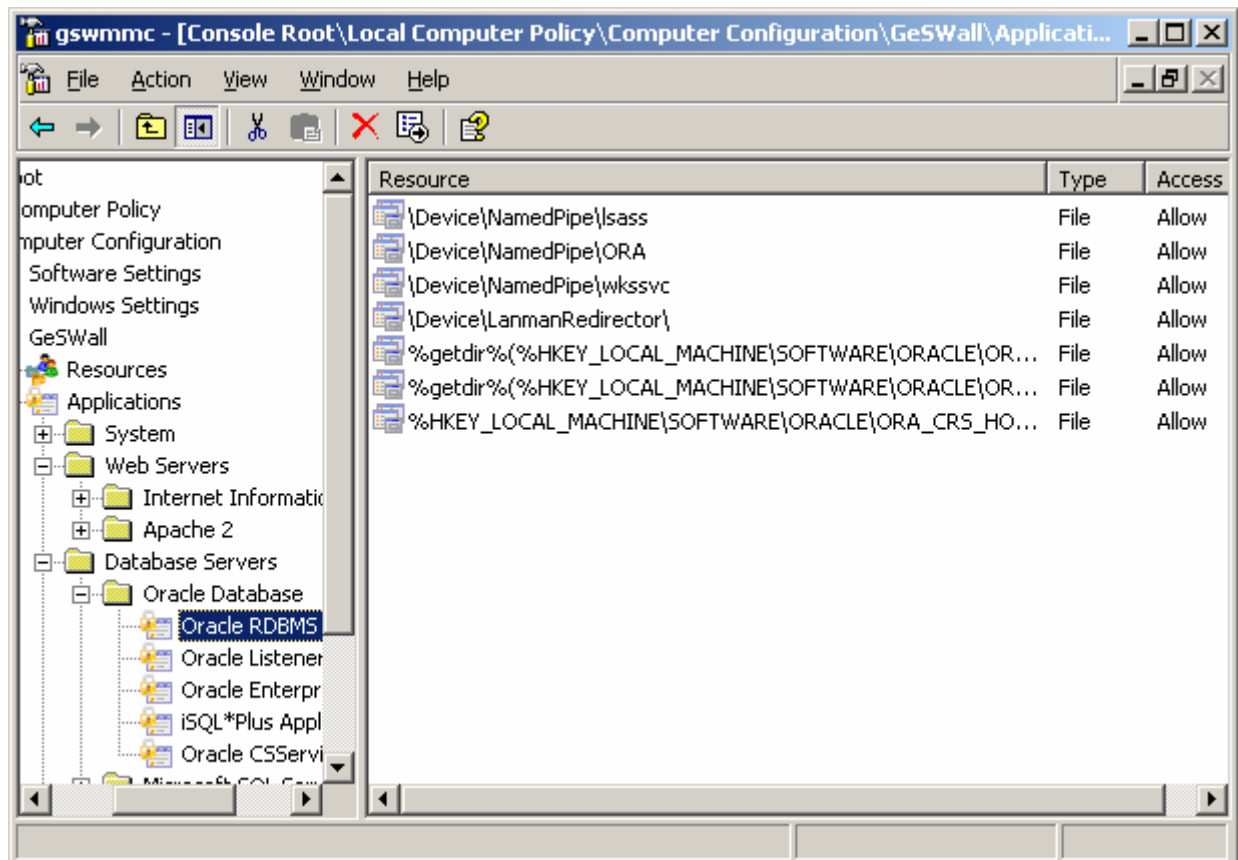 gswmmc - [Console Root\Local Computer Policy\Computer Configuration\GeSWall\Applicati...
File Action View Window Help
Resource Type Access
oot
omputer Policy
mputer Configuration
Software Settings
Windows Settings
GeSWall
Resources
Applications
System
Web Servers
Internet Informatic
Apache 2
Database Servers
Oracle Database
Oracle RDBMS
Oracle Listener
Oracle Enterpr
iSQL*Plus Appl
Oracle CSServi
\Device\NamedPipe\lsass File Allow
\Device\NamedPipe\ORA File Allow
\Device\NamedPipe\wkssvc File Allow
\Device\LanmanRedirector\ File Allow
%getdir%(%HKEY_LOCAL_MACHINE\SOFTWARE\ORACLE\OR... File Allow
%getdir%(%HKEY_LOCAL_MACHINE\SOFTWARE\ORACLE\OR... File Allow
%HKEY_LOCAL_MACHINE\SOFTWARE\ORACLE\ORA_CRS_HO... File Allow